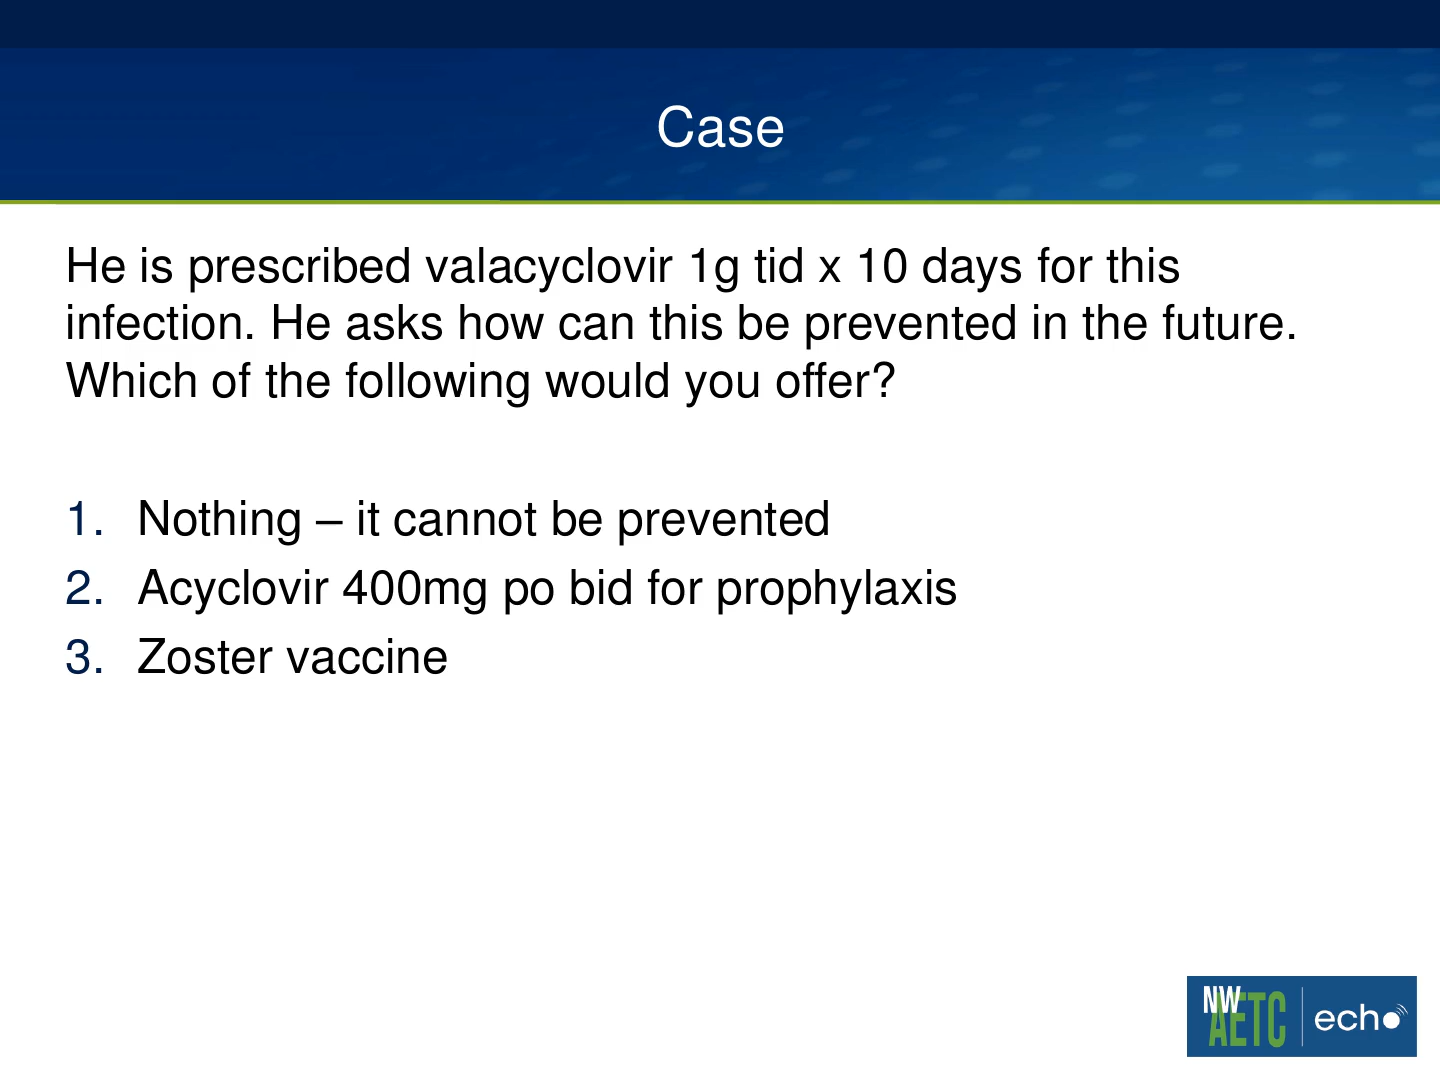 Case
He is prescribed valacyclovir 1g tid x 10 days for this
infection. He asks how can this be prevented in the future.
Which of the following would you offer?
1. Nothing – it cannot be prevented
2. Acyclovir 400mg po bid for prophylaxis
3. Zoster vaccine
NW
AETC echo